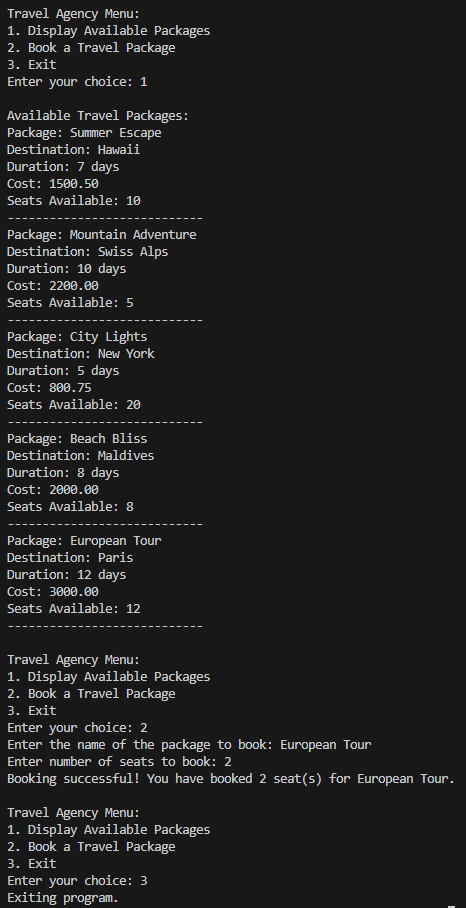 Travel Agency Menu:
1. Display Available Packages
2. Book a Travel Package
3. Exit
Enter your choice: 1

Available Travel Packages:
Package: Summer Escape
Destination: Hawaii
Duration: 7 days
Cost: 1500.50
Seats Available: 10
----------------------------
Package: Mountain Adventure
Destination: Swiss Alps
Duration: 10 days
Cost: 2200.00
Seats Available: 5
----------------------------
Package: City Lights
Destination: New York
Duration: 5 days
Cost: 800.75
Seats Available: 20
----------------------------
Package: Beach Bliss
Destination: Maldives
Duration: 8 days
Cost: 2000.00
Seats Available: 8
----------------------------
Package: European Tour
Destination: Paris
Duration: 12 days
Cost: 3000.00
Seats Available: 12
----------------------------

Travel Agency Menu:
1. Display Available Packages
2. Book a Travel Package
3. Exit
Enter your choice: 2
Enter the name of the package to book: European Tour
Enter number of seats to book: 2
Booking successful! You have booked 2 seat(s) for European Tour.

Travel Agency Menu:
1. Display Available Packages
2. Book a Travel Package
3. Exit
Enter your choice: 3
Exiting program.